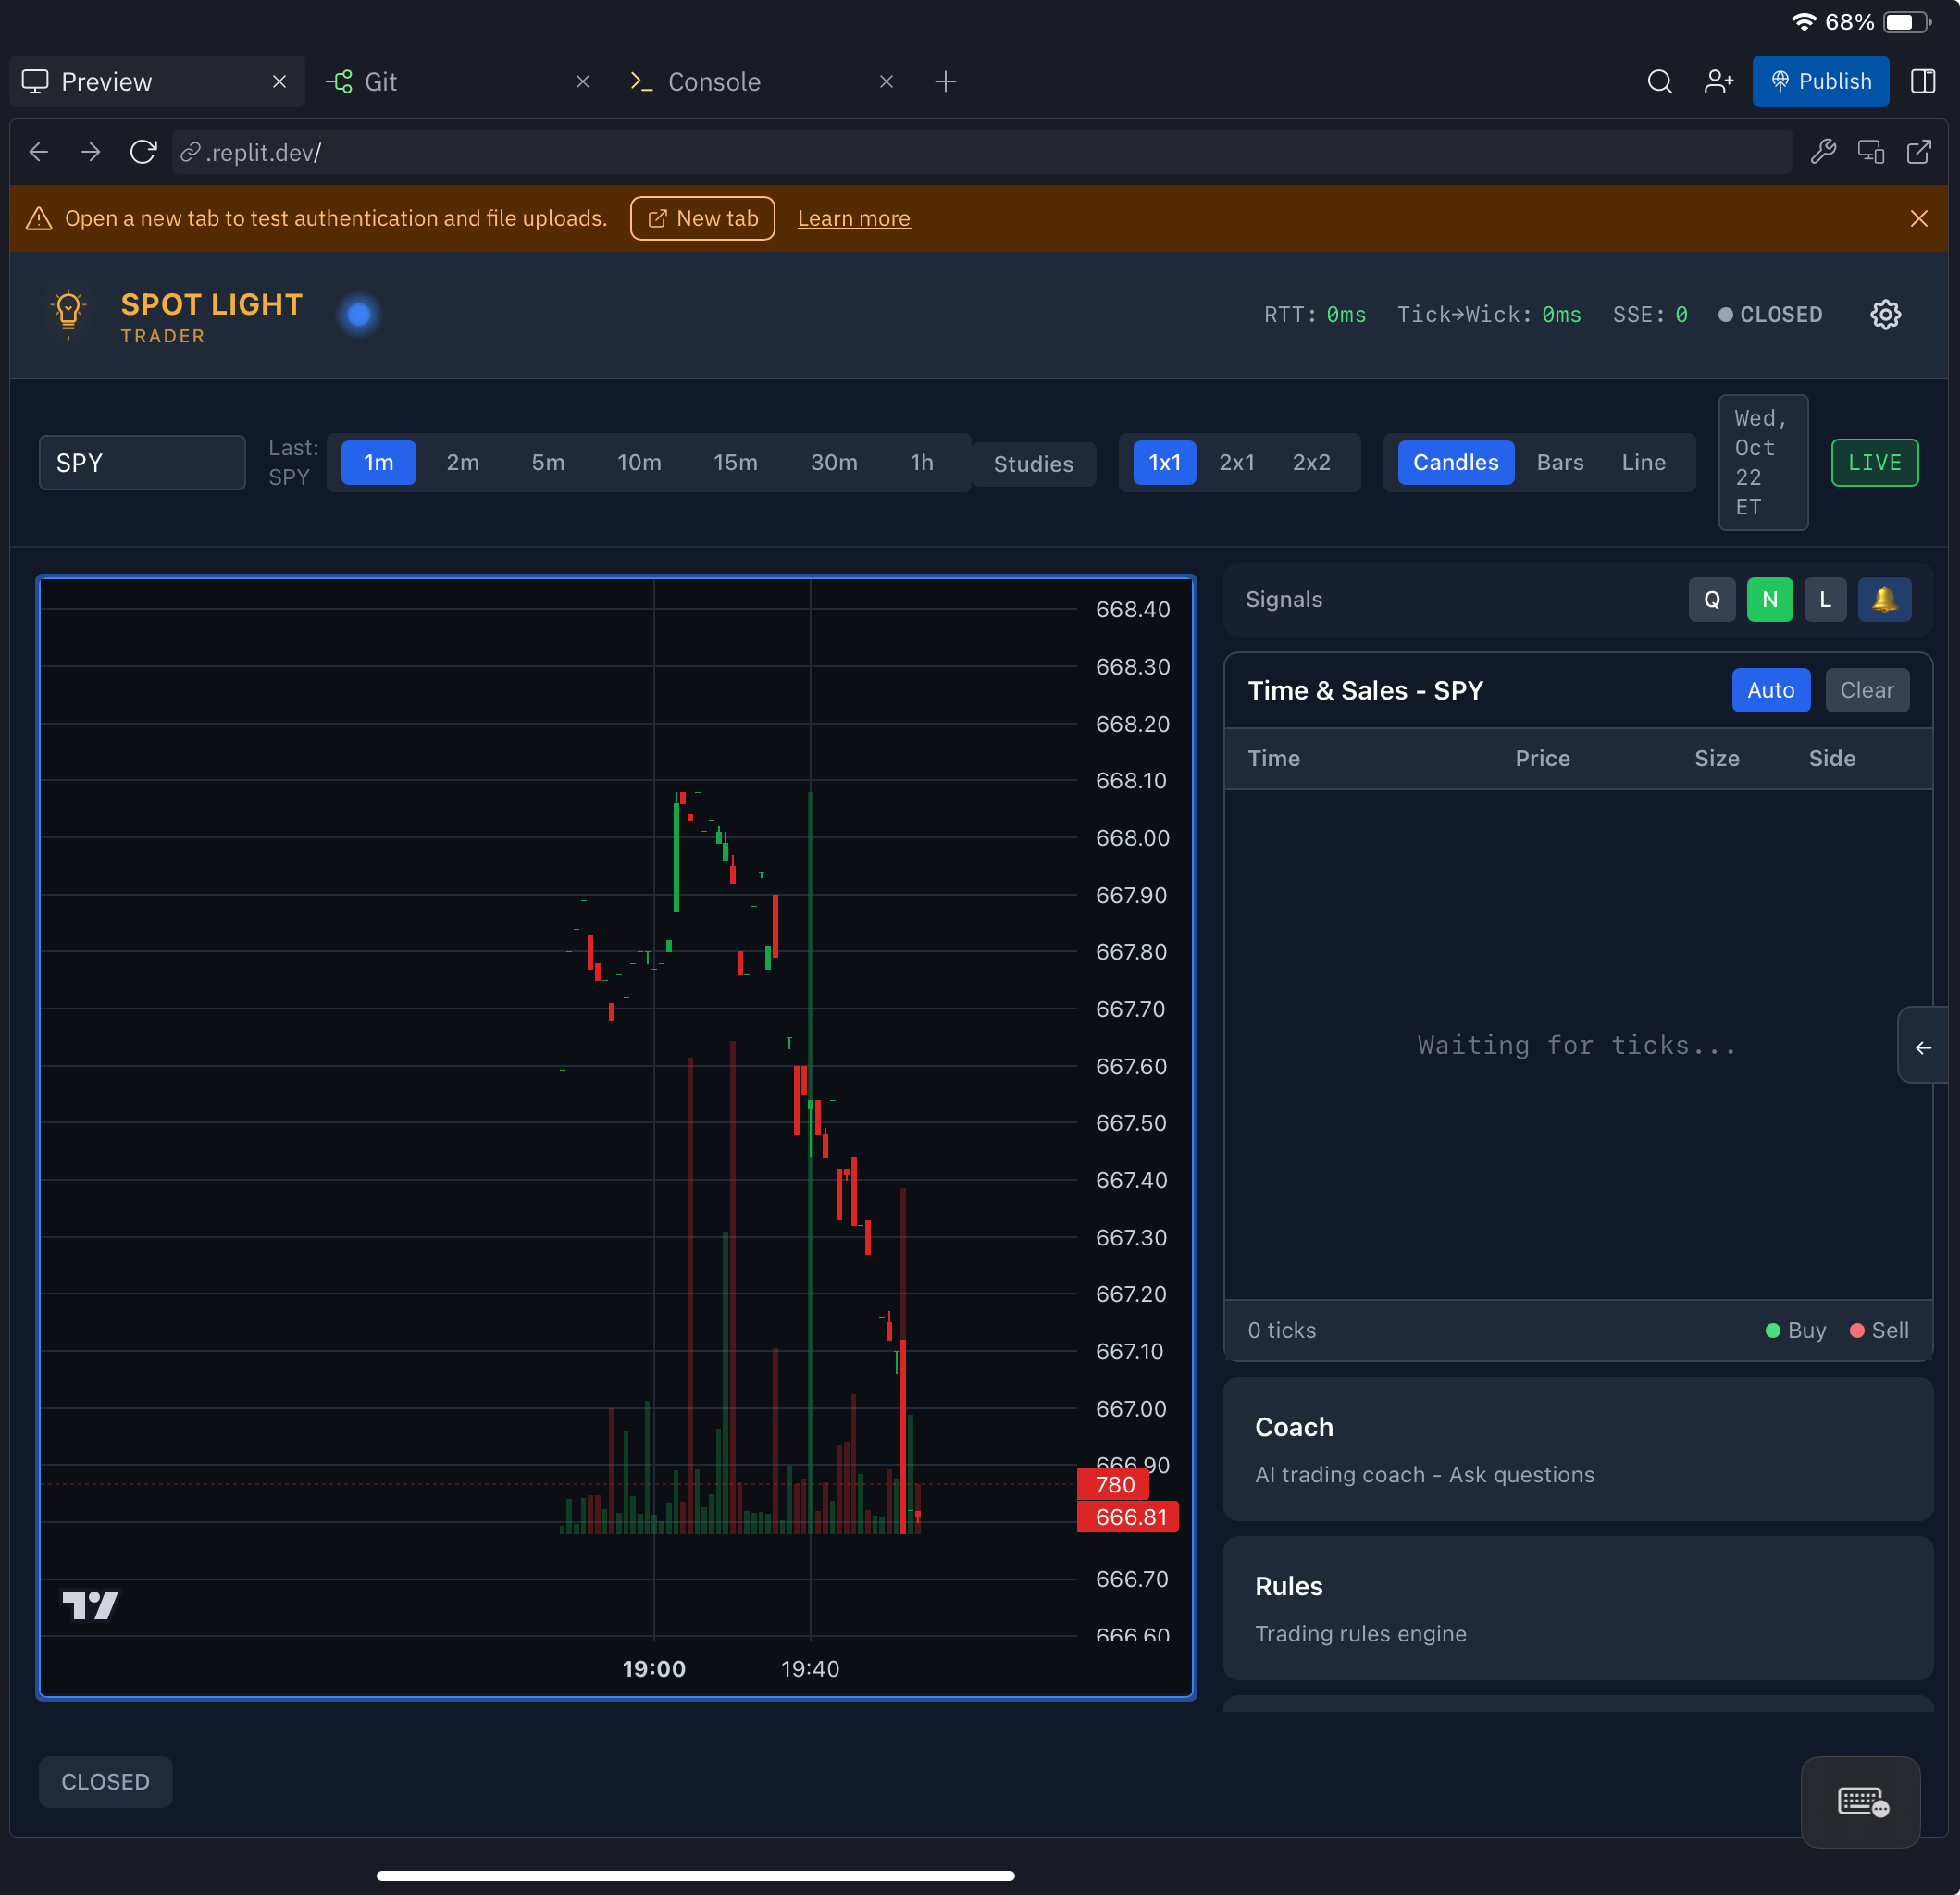 68%
Preview
Git
Console
Publish
.replit.dev/
Open a new tab to test authentication and file uploads.
New tab
Learn more
SPOT LIGHT
TRADER
RTT: 0ms
Tick→Wick: 0ms
SSE: 0
CLOSED
SPY
Last:
SPY
1m
2m
5m
10m
15m
30m
1h
Studies
1x1
2x1
2x2
Candles
Bars
Line
Wed,
Oct
22
ET
LIVE
668.40
668.30
668.20
668.10
668.00
667.90
667.80
667.70
667.60
667.50
667.40
667.30
667.20
667.10
667.00
666.90
780
666.81
666.70
666.60
19:00
19:40
Signals
Q
N
L
Time & Sales - SPY
Auto
Clear
Time
Price
Size
Side
Waiting for ticks...
0 ticks
Buy
Sell
Coach
AI trading coach - Ask questions
Rules
Trading rules engine
CLOSED